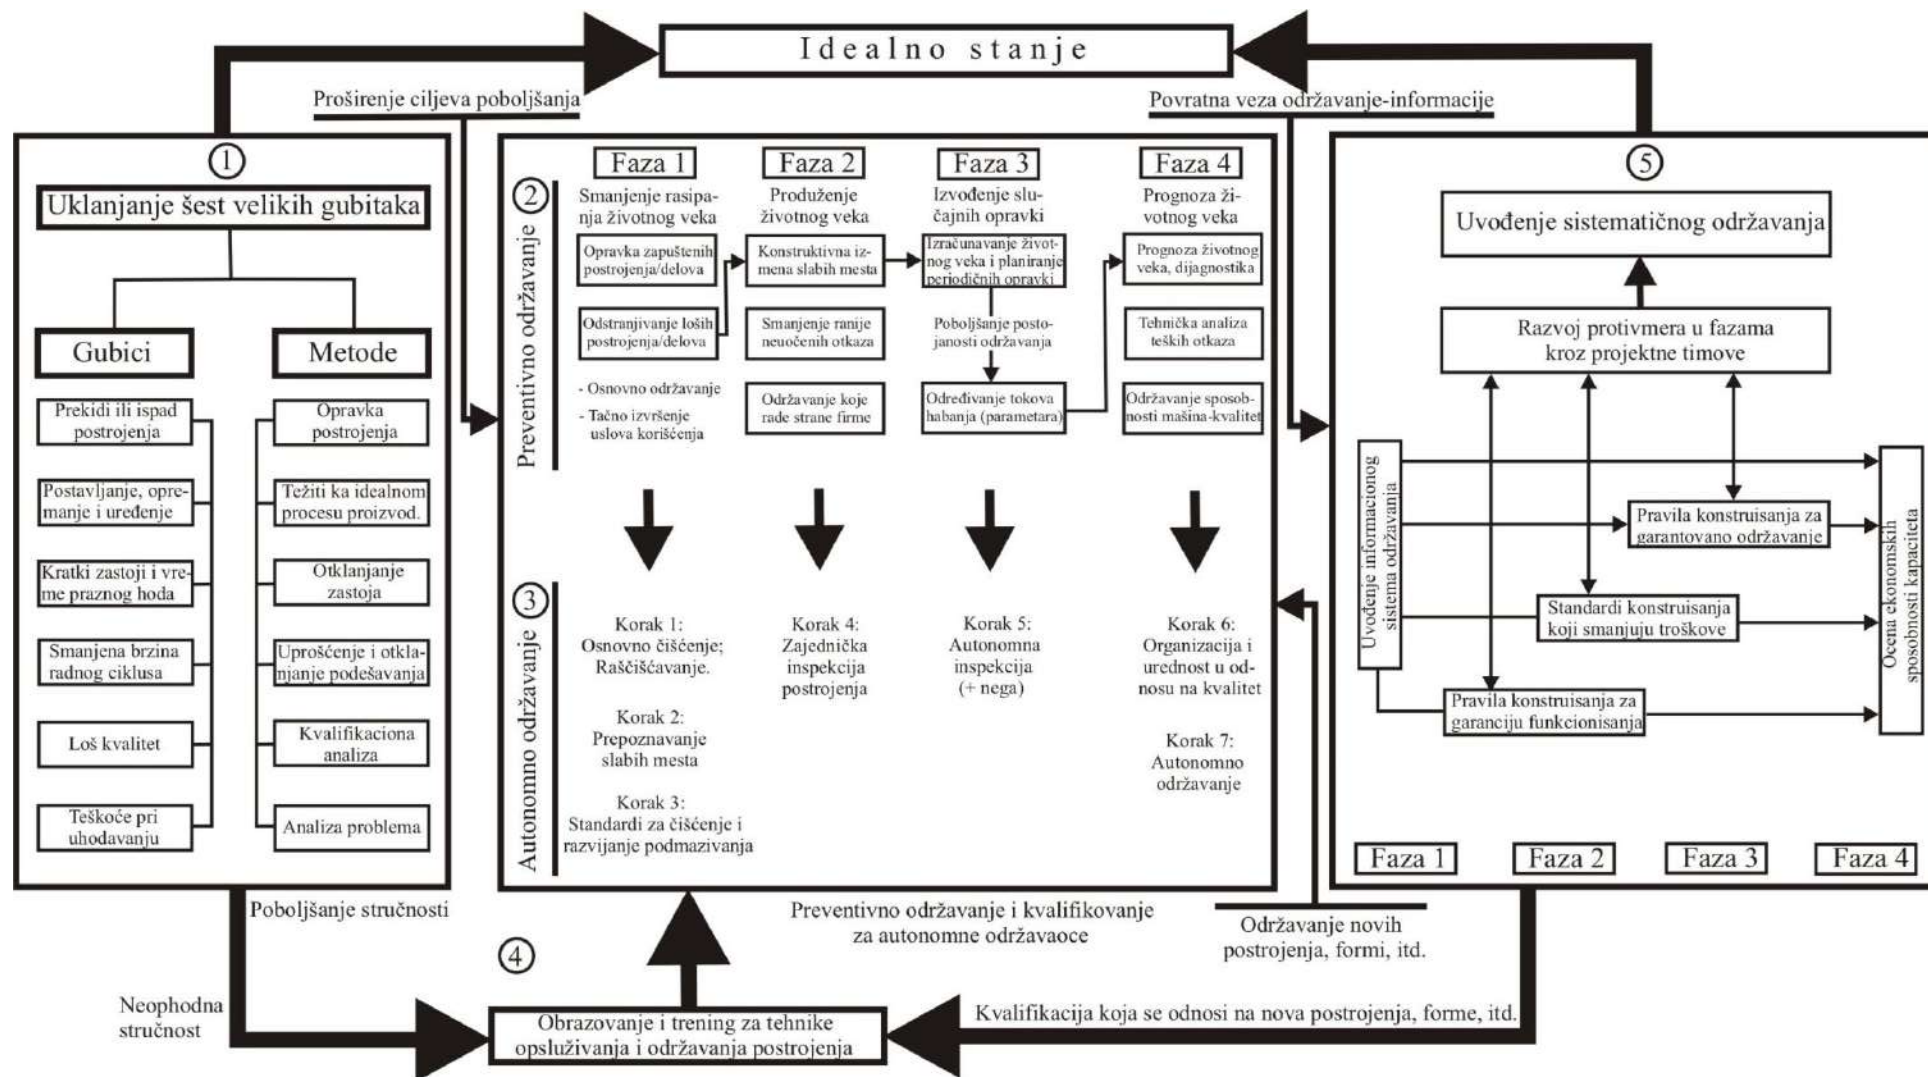 Idealno stanje
Proširenje ciljeva poboljšanja
Povratna veza održavanje-informacije
1
Uklanjanje šest velikih gubitaka
Gubici
Prekidi ili ispad
postrojenja
Postavljanje, opre-
manje i uređenje
Kratki zastoji i vre-
me praznog hoda
Smanjena brzina
radnog ciklusa
Loš kvalitet
Teškoće pri
uhodavanju
Metode
Opravka
postrojenja
Težiti ka idealnom
procesu proizvod.
Otklanjanje
zastoja
Uprošćenje i otkla-
njanje podešavanja
Kvalifikaciona
analiza
Analiza problema
2
Preventivno održavanje
Faza 1
Smanjenje rasipa-
nja životnog veka
Opravka zapuštenih
postrojenja/delova
Odstranjivanje loših
postrojenja/delova
- Osnovno održavanje
- Tačno izvršenje
uslova korišćenja
Faza 2
Produženje
životnog veka
Konstruktivna iz-
mena slabih mesta
Smanjenje ranije
neuočenih otkaza
Održavanje koje
rade strane firme
Faza 3
Izvođenje slu-
čajnih opravki
Izračunavanje život-
nog veka i planiranje
periodičnih opravki
Poboljšanje posto-
janosti održavanja
Određivanje tokova
habanja (parametara)
Faza 4
Prognoza ži-
votnog veka
Prognoza životnog
veka, dijagnostika
Tehnička analiza
teških otkaza
Održavanje sposob-
nosti mašina-kvalitet
3
Autonomno održavanje
Korak 1:
Osnovno čišćenje;
Raščišćavanje.
Korak 2:
Prepoznavanje
slabih mesta
Korak 3:
Standardi za čišćenje i
razvijanje podmazivanja
Korak 4:
Zajednička
inspekcija
postrojenja
Korak 5:
Autonomna
inspekcija
(+ nega)
Korak 6:
Organizacija i
urednost u od-
nosu na kvalitet
Korak 7:
Autonomno
održavanje
5
Uvođenje sistematičnog održavanja
Razvoj protivmera u fazama
kroz projektne timove
Uvođenje informacionog
sistema održavanja
Pravila konstruisanja za
garantovano održavanje
Standardi konstruisanja
koji smanjuju troškove
Pravila konstruisanja za
garanciju funkcionisanja
Ocena ekonomskih
sposobnosti kapaciteta
Faza 1
Faza 2
Faza 3
Faza 4
Poboljšanje stručnosti
Preventivno održavanje i kvalifikovanje
za autonomne održavaoce
Održavanje novih
postrojenja, formi, itd.
4
Neophodna
stručnost
Obrazovanje i trening za tehnike
opsluživanja i održavanja postrojenja
Kvalifikacija koja se odnosi na nova postrojenja, forme, itd.